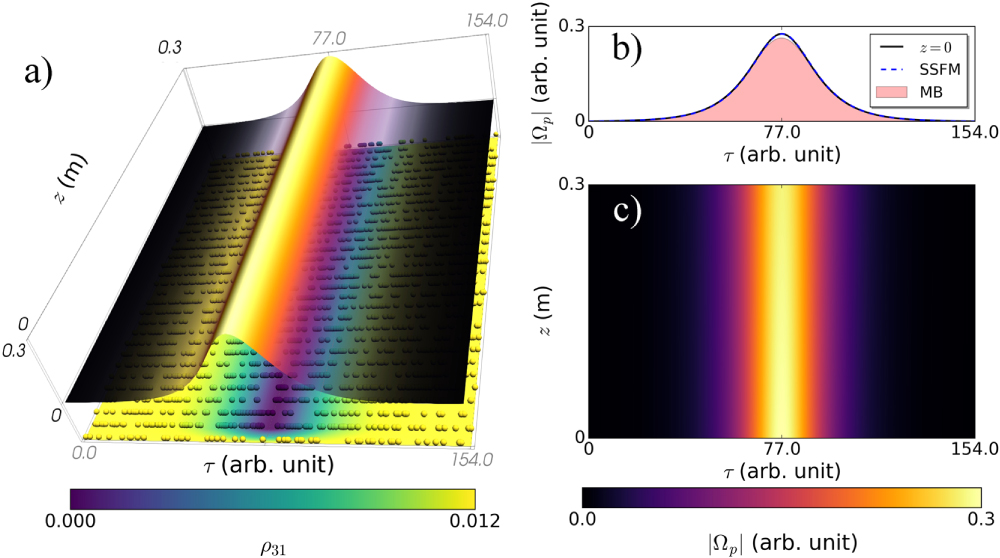 a)
0.3
77.0
154.0
z (m)
0
0.3
0
0.0
154.0
τ (arb. unit)
0.000
0.012
ρ31
b)
|Ωp| (arb. unit)
0.3
0
z = 0
SSFM
MB
0
77.0
154.0
τ (arb. unit)
c)
z (m)
0.3
0
0
77.0
154.0
τ (arb. unit)
0.0
0.3
|Ωp| (arb. unit)